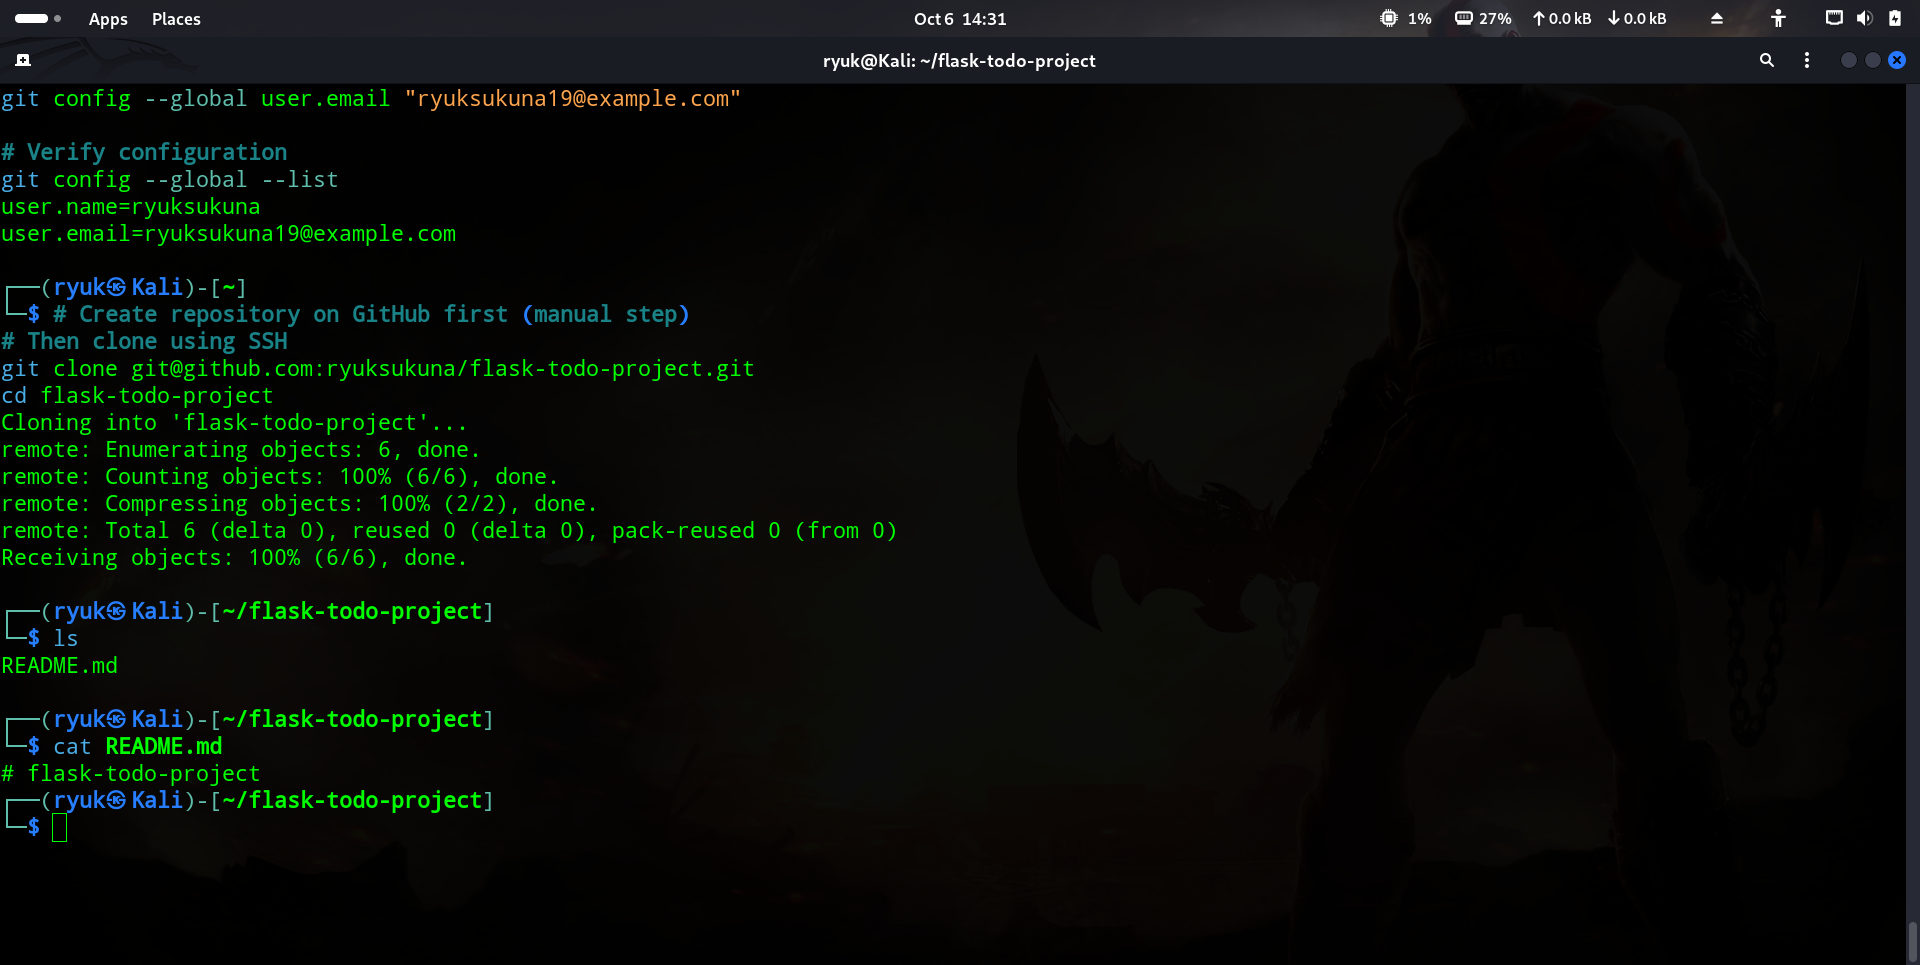 Apps Places Oct 6 14:31 1% 27% 0.0 kB 0.0 kB
ryuk@Kali: ~/flask-todo-project
git config --global user.email "ryuksukuna19@example.com"
# Verify configuration
git config --global --list
user.name=ryuksukuna
user.email=ryuksukuna19@example.com
┌──(ryuk㉿Kali)-[~]
└─$ # Create repository on GitHub first (manual step)
# Then clone using SSH
git clone git@github.com:ryuksukuna/flask-todo-project.git
cd flask-todo-project
Cloning into 'flask-todo-project'...
remote: Enumerating objects: 6, done.
remote: Counting objects: 100% (6/6), done.
remote: Compressing objects: 100% (2/2), done.
remote: Total 6 (delta 0), reused 0 (delta 0), pack-reused 0 (from 0)
Receiving objects: 100% (6/6), done.
┌──(ryuk㉿Kali)-[~/flask-todo-project]
└─$ ls
README.md
┌──(ryuk㉿Kali)-[~/flask-todo-project]
└─$ cat README.md
# flask-todo-project
┌──(ryuk㉿Kali)-[~/flask-todo-project]
└─$